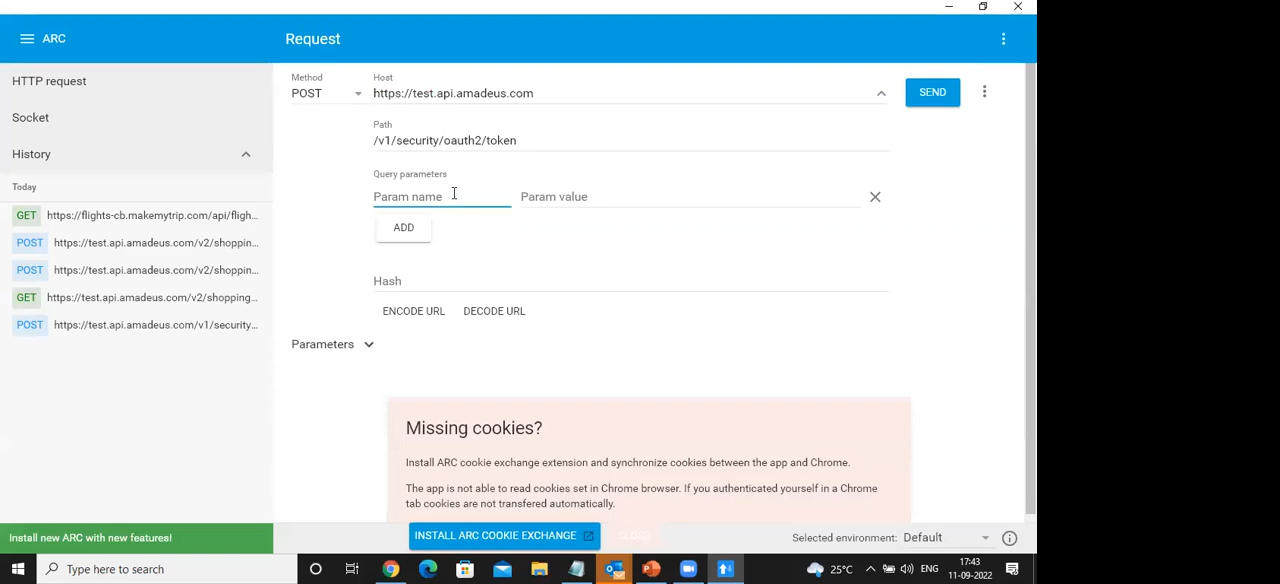 ARC
Request
HTTP request
Socket
History
Today
GET https://flights-cb.makemytrip.com/api/fligh...
POST https://test.api.amadeus.com/v2/shoppin...
POST https://test.api.amadeus.com/v2/shoppin...
GET https://test.api.amadeus.com/v2/shopping...
POST https://test.api.amadeus.com/v1/security...
Install new ARC with new features!
Method
POST
Host
https://test.api.amadeus.com
SEND
Path
/v1/security/oauth2/token
Query parameters
Param name Param value
ADD
Hash
ENCODE URL DECODE URL
Parameters
Missing cookies?
Install ARC cookie exchange extension and synchronize cookies between the app and Chrome.
The app is not able to read cookies set in Chrome browser. If you authenticated yourself in a Chrome
tab cookies are not transfered automatically.
INSTALL ARC COOKIE EXCHANGE CLOSE
Selected environment: Default
Type here to search
25°C ENG
17:43
11-09-2022